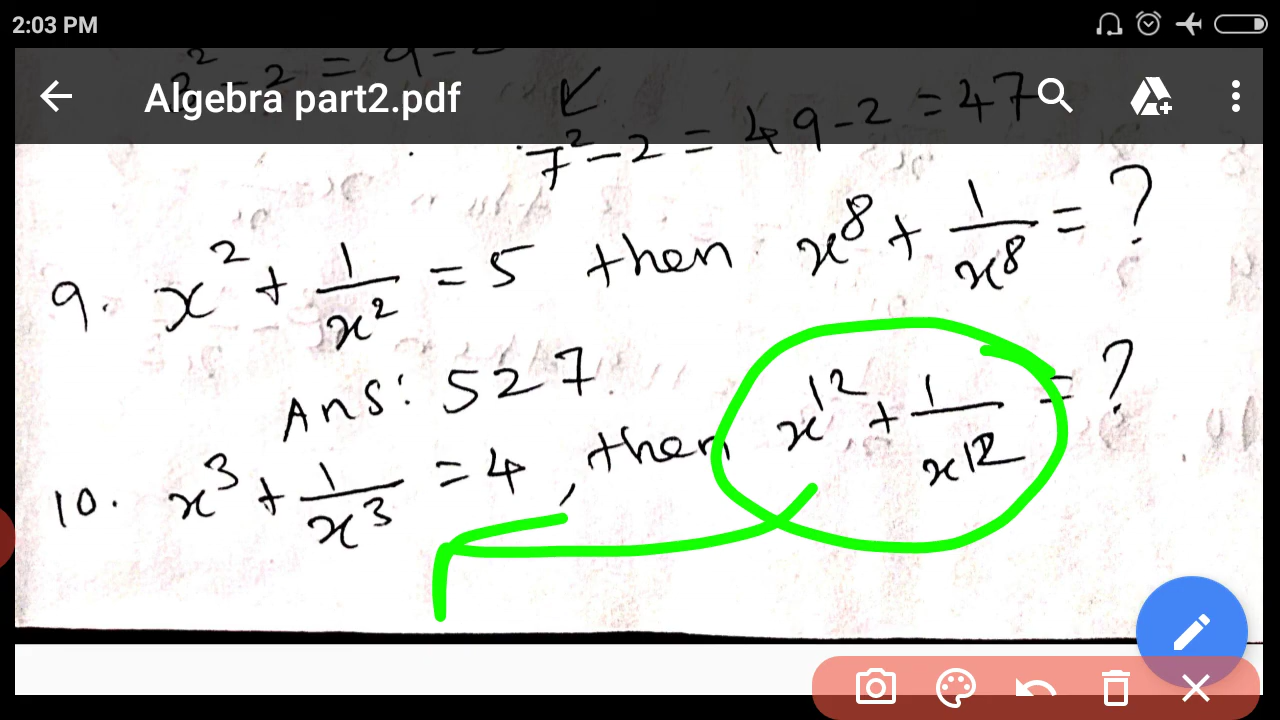 2:03 PM
Algebra part2.pdf
7² - 2 = 49 - 2 = 47
9. x² + 1/x² = 5 then x⁸ + 1/x⁸ = ?
Ans: 527
10. x³ + 1/x³ = 4, then x¹² + 1/x¹² = ?